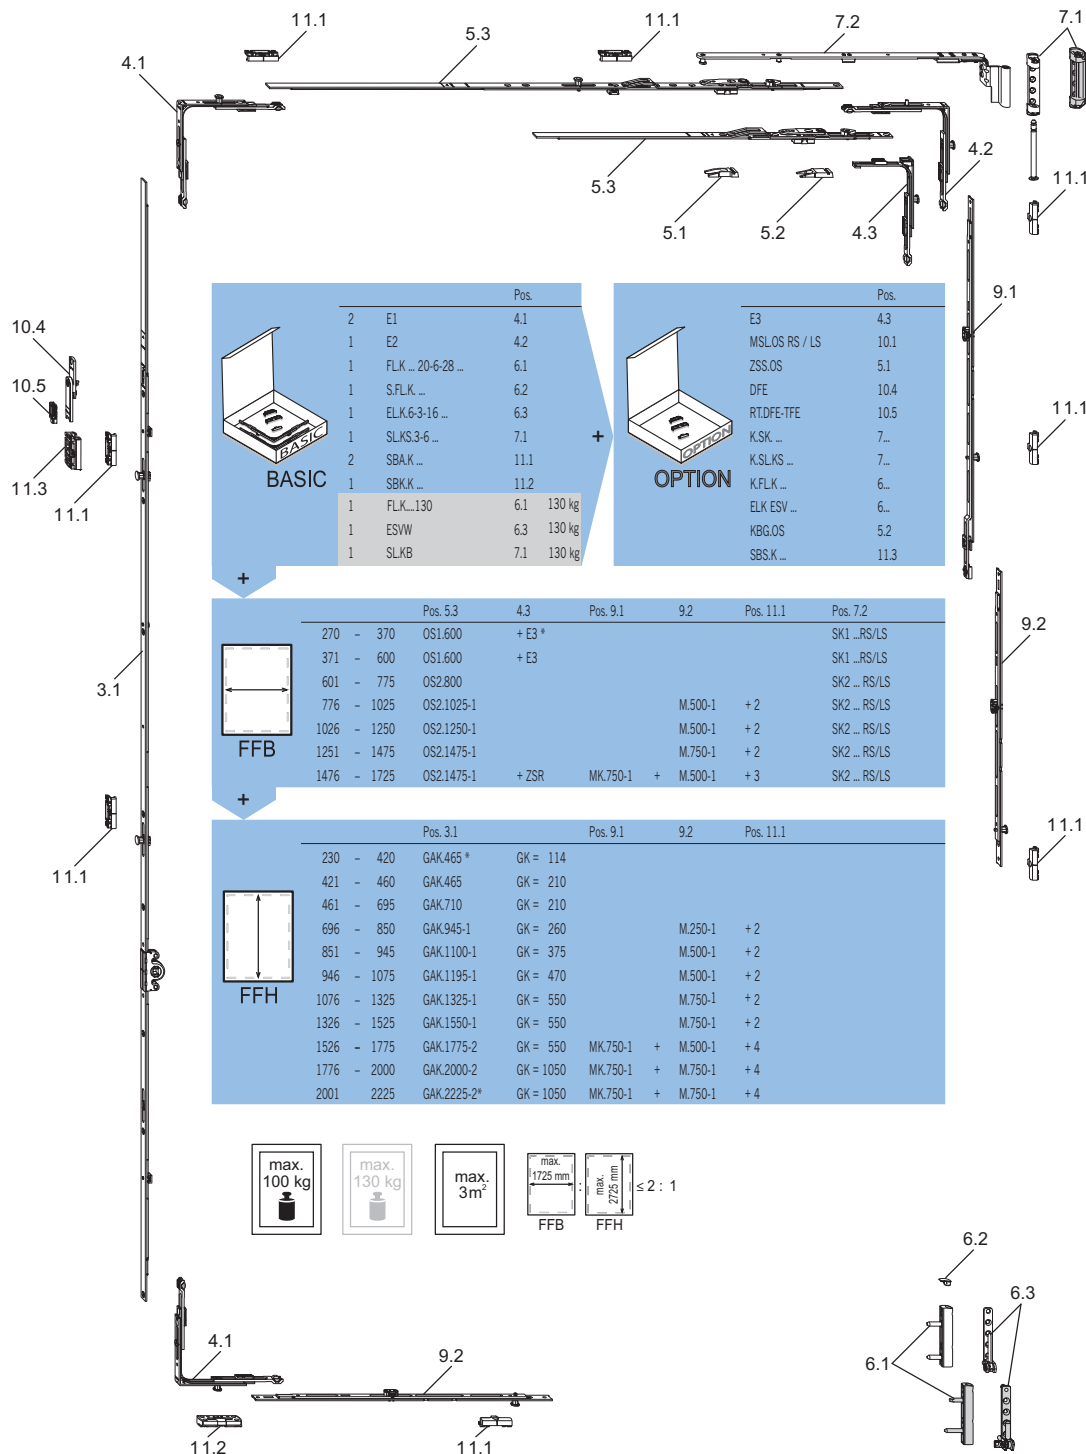 11.1
5.3
11.1
7.2
7.1
4.1
5.3
5.1
5.2
4.3
4.2
11.1
9.1
10.4
10.5
11.3
11.1
11.1
3.1
9.2
11.1
11.1
Pos.
2 E1 4.1
1 E2 4.2
1 FL.K ... 20-6-28 ... 6.1
1 S.FL.K. ... 6.2
1 EL.K.6-3-16 ... 6.3
1 SL.KS.3-6 ... 7.1
2 SBA.K ... 11.1
1 SBK.K ... 11.2
1 FL.K....130 6.1 130 kg
1 ESVW 6.3 130 kg
1 SL.KB 7.1 130 kg
BASIC
BASIC
+
Pos.
E3 4.3
MSL.OS RS / LS 10.1
ZSS.OS 5.1
DFE 10.4
RT.DFE-TFE 10.5
K.SK. ... 7...
K.SL.KS ... 7...
K.FL.K ... 6...
ELK ESV ... 6...
KBG.OS 5.2
SBS.K ... 11.3
OPTION
OPTION
+
Pos. 5.3 4.3 Pos. 9.1 9.2 Pos. 11.1 Pos. 7.2
270 – 370 OS1.600 + E3 * SK1 ...RS/LS
371 – 600 OS1.600 + E3 SK1 ...RS/LS
601 – 775 OS2.800 SK2 ... RS/LS
776 – 1025 OS2.1025-1 M.500-1 + 2 SK2 ... RS/LS
1026 – 1250 OS2.1250-1 M.500-1 + 2 SK2 ... RS/LS
1251 – 1475 OS2.1475-1 M.750-1 + 2 SK2 ... RS/LS
1476 – 1725 OS2.1475-1 + ZSR MK.750-1 + M.500-1 + 3 SK2 ... RS/LS
FFB
+
Pos. 3.1 Pos. 9.1 9.2 Pos. 11.1
230 – 420 GAK.465 * GK = 114
421 – 460 GAK.465 GK = 210
461 – 695 GAK.710 GK = 210
696 – 850 GAK.945-1 GK = 260 M.250-1 + 2
851 – 945 GAK.1100-1 GK = 375 M.500-1 + 2
946 – 1075 GAK.1195-1 GK = 470 M.500-1 + 2
1076 – 1325 GAK.1325-1 GK = 550 M.750-1 + 2
1326 – 1525 GAK.1550-1 GK = 550 M.750-1 + 2
1526 – 1775 GAK.1775-2 GK = 550 MK.750-1 + M.500-1 + 4
1776 – 2000 GAK.2000-2 GK = 1050 MK.750-1 + M.750-1 + 4
2001 2225 GAK.2225-2* GK = 1050 MK.750-1 + M.750-1 + 4
FFH
max. 100 kg
max. 130 kg
max. 3m²
max. 1725 mm
FFB
:
max. 2725 mm
FFH
≤ 2 : 1
6.2
6.3
6.1
4.1
9.2
11.2
11.1